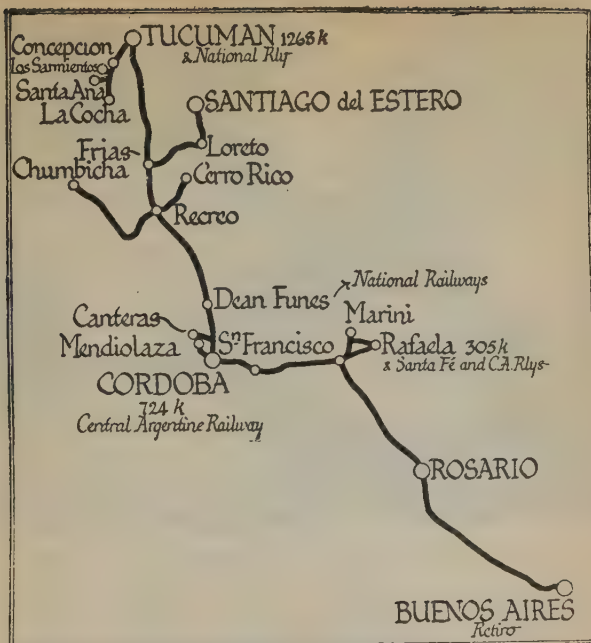 TUCUMAN 1268 k
& National Rly
Concepcion
Los Sarmientos
Santa Ana
La Cocha
SANTIAGO del ESTERO
Frias
Loreto
Chumbicha
Cerro Rico
Recreo
Dean Funes
National Railways
Canteras
Marini
Mendiolaza
Sn Francisco
Rafaela 305 k
& Santa Fé and C.A. Rlys
CORDOBA
724 k
Central Argentine Railway
ROSARIO
BUENOS AIRES
Retiro